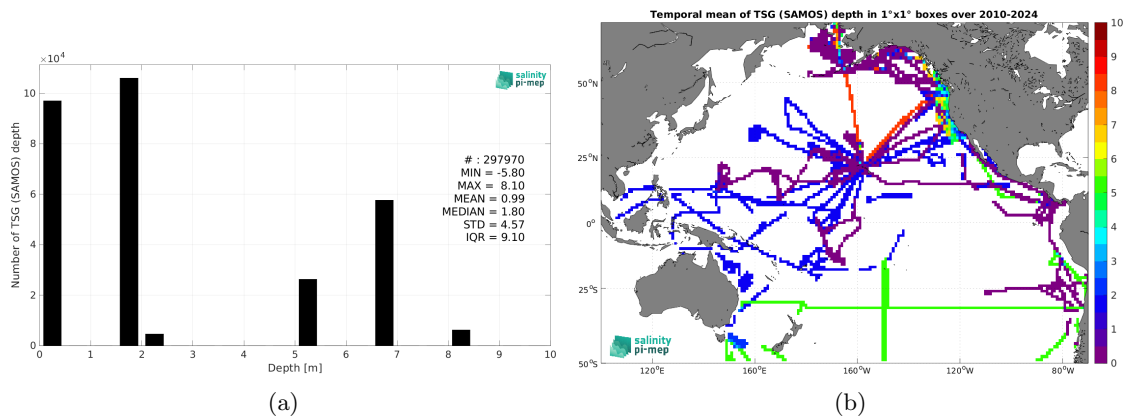 ×10⁴
10
8
6
4
2
0
Number of TSG (SAMOS) depth
0 1 2 3 4 5 6 7 8 9 10
Depth [m]
salinity
pi-mep
# : 297970
MIN = -5.80
MAX = 8.10
MEAN = 0.99
MEDIAN = 1.80
STD = 4.57
IQR = 9.10
(a)
Temporal mean of TSG (SAMOS) depth in 1°x1° boxes over 2010-2024
50°N
25°N
0°
25°S
50°S
120°E 160°E 160°W 120°W 80°W
salinity
pi-mep
10
9
8
7
6
5
4
3
2
1
0
(b)